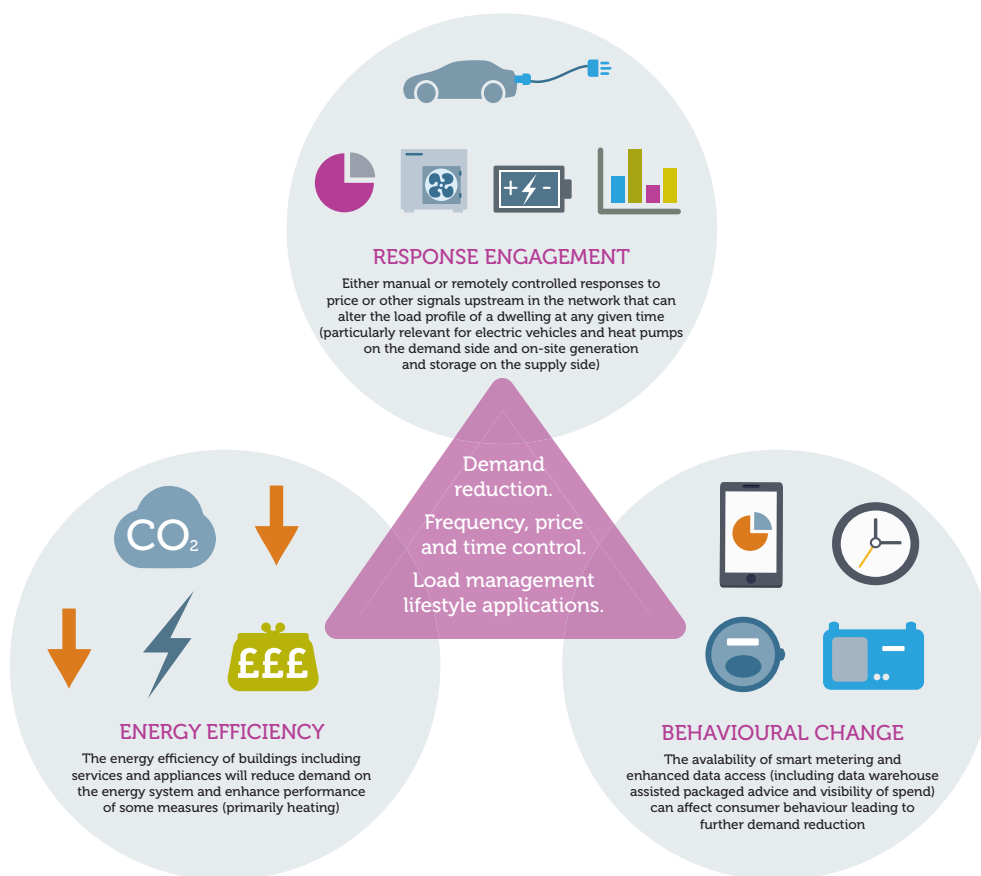 RESPONSE ENGAGEMENT
Either manual or remotely controlled responses to
price or other signals upstream in the network that can
alter the load profile of a dwelling at any given time
(particularly relevant for electric vehicles and heat pumps
on the demand side and on-site generation
and storage on the supply side)
+ -
Demand
reduction.
Frequency, price
and time control.
Load management
lifestyle applications.
CO2
£££
ENERGY EFFICIENCY
The energy efficiency of buildings including
services and appliances will reduce demand on
the energy system and enhance performance
of some measures (primarily heating)
BEHAVIOURAL CHANGE
The avalability of smart metering and
enhanced data access (including data warehouse
assisted packaged advice and visibility of spend)
can affect consumer behaviour leading to
further demand reduction